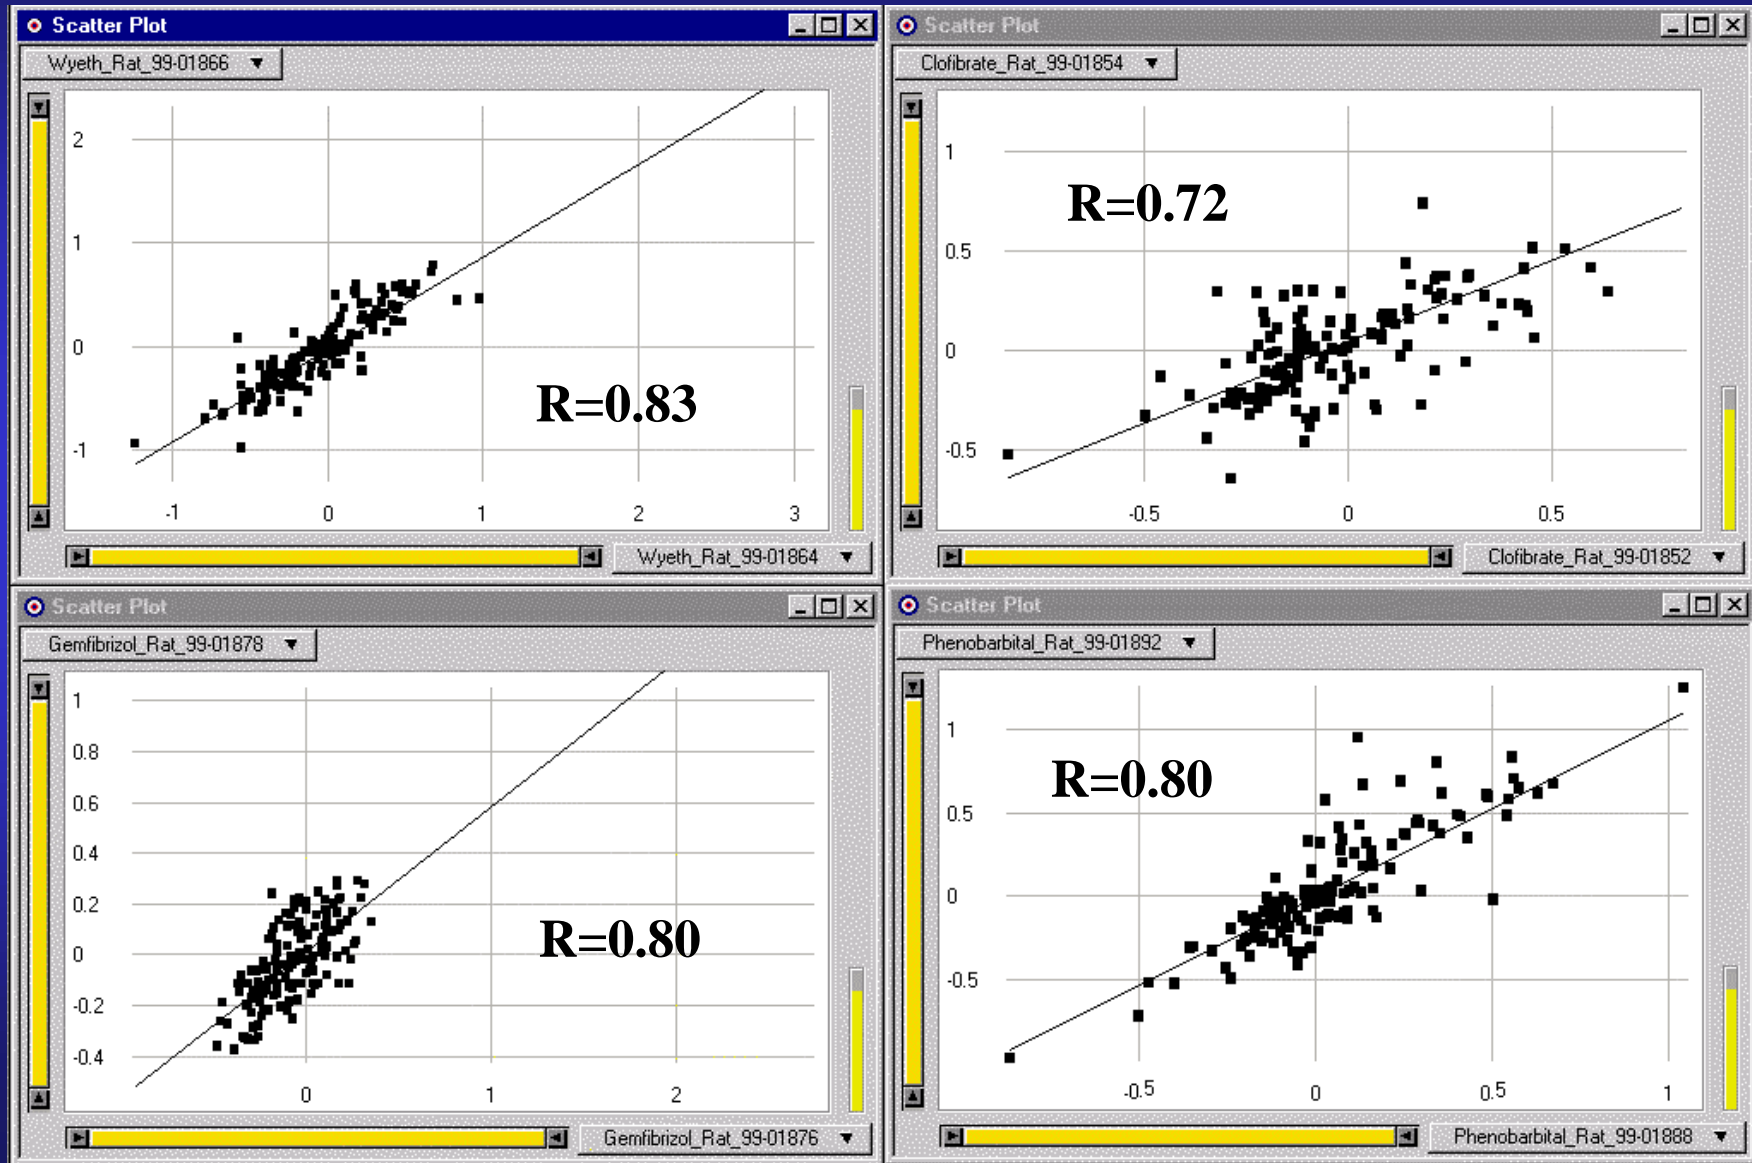 Scatter Plot
Wyeth_Rat_99-01866
2
1
0
-1
R=0.83
-1 0 1 2 3
Wyeth_Rat_99-01864
Scatter Plot
Clofibrate_Rat_99-01854
1
0.5
0
-0.5
R=0.72
-0.5 0 0.5
Clofibrate_Rat_99-01852
Scatter Plot
Gemfibrizol_Rat_99-01878
1
0.8
0.6
0.4
0.2
0
-0.2
-0.4
R=0.80
0 1 2
Gemfibrizol_Rat_99-01876
Scatter Plot
Phenobarbital_Rat_99-01892
1
0.5
0
-0.5
R=0.80
-0.5 0 0.5 1
Phenobarbital_Rat_99-01888